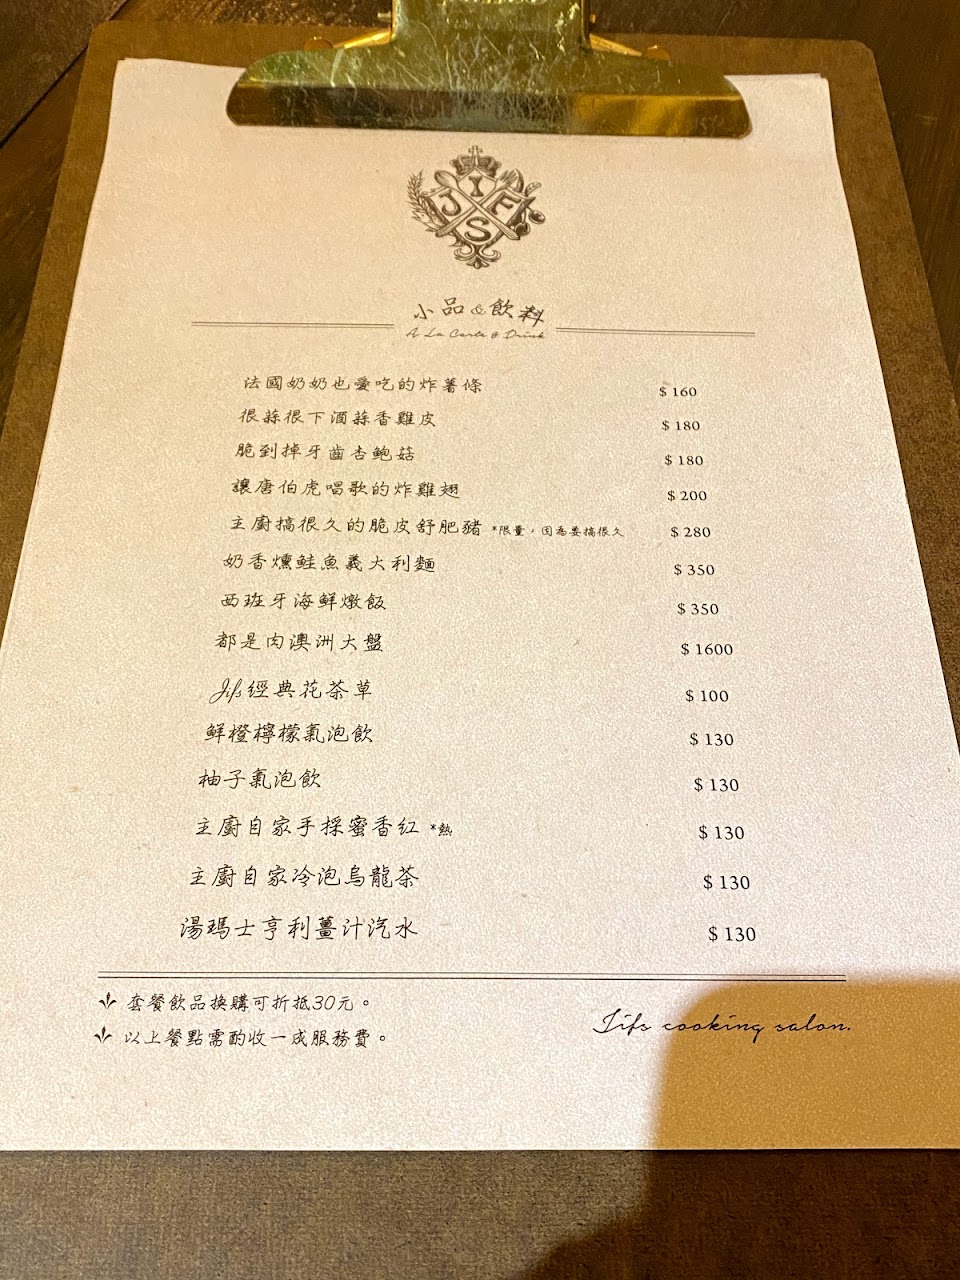 I
J F
S
小品&飲料
A La Carte & Drink
法國奶奶也愛吃的炸薯條 $ 160
很蒜很下酒蒜香雞皮 $ 180
脆到掉牙齒杏鮑菇 $ 180
讓唐伯虎唱歌的炸雞翅 $ 200
主廚搞很久的脆皮舒肥豬 *限量,因為要搞很久 $ 280
奶香燻鮭魚義大利麵 $ 350
西班牙海鮮燉飯 $ 350
都是肉澳洲大盤 $ 1600
Jifs經典花茶草 $ 100
鮮橙檸檬氣泡飲 $ 130
柚子氣泡飲 $ 130
主廚自家手採蜜香紅 *熱 $ 130
主廚自家冷泡烏龍茶 $ 130
湯瑪士亨利薑汁汽水 $ 130
套餐飲品換購可折抵30元。
以上餐點需酌收一成服務費。
Jifs cooking salon.